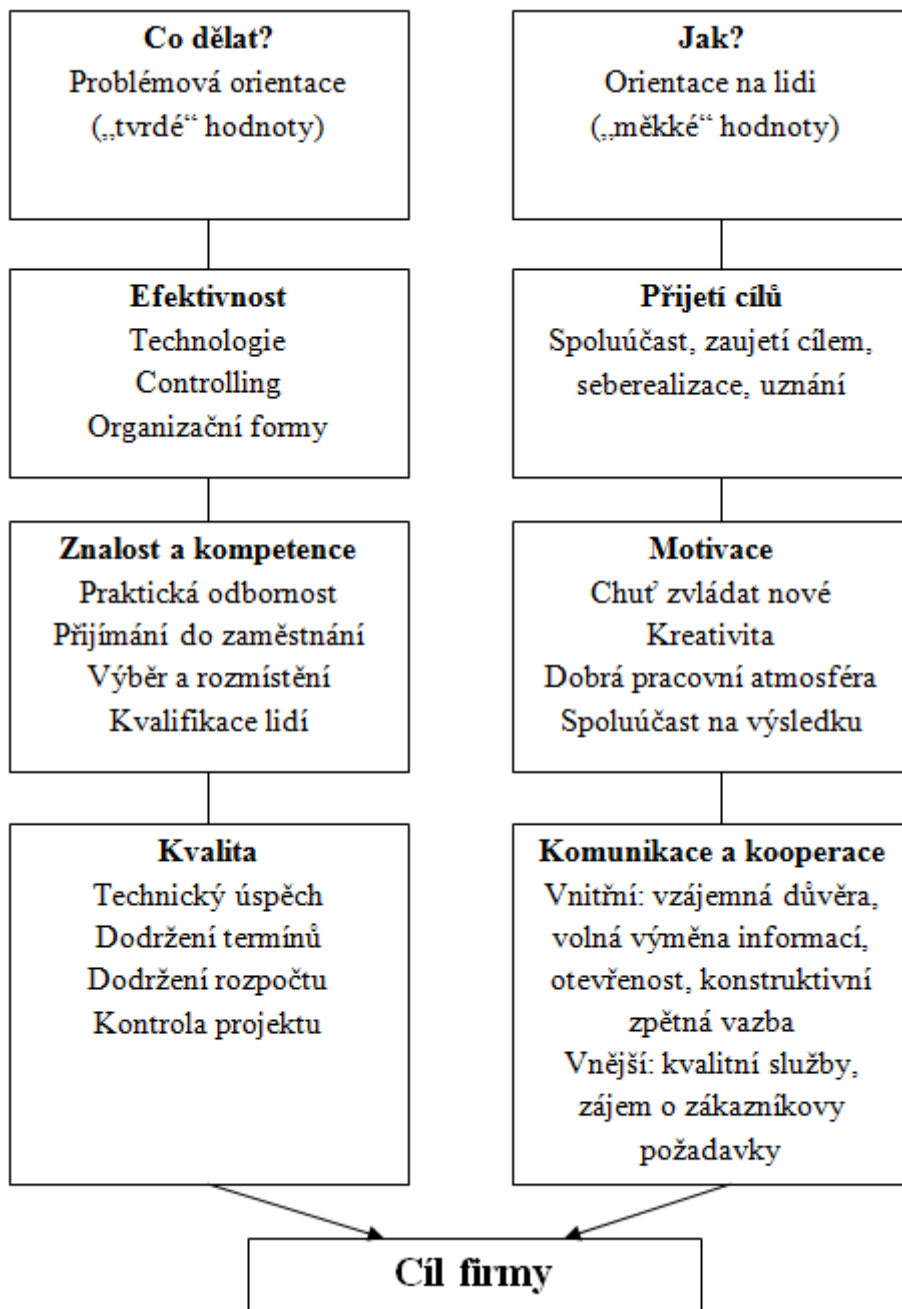 Co dělat?
Problémová orientace
(„tvrdé“ hodnoty)
Efektivnost
Technologie
Controlling
Organizační formy
Znalost a kompetence
Praktická odbornost
Přijímání do zaměstnání
Výběr a rozmístění
Kvalifikace lidí
Kvalita
Technický úspěch
Dodržení termínů
Dodržení rozpočtu
Kontrola projektu
Jak?
Orientace na lidi
(„měkké“ hodnoty)
Přijetí cílů
Spoluúčast, zaujetí cílem,
seberealizace, uznání
Motivace
Chuť zvládat nové
Kreativita
Dobrá pracovní atmosféra
Spoluúčast na výsledku
Komunikace a kooperace
Vnitřní: vzájemná důvěra,
volná výměna informací,
otevřenost, konstruktivní
zpětná vazba
Vnější: kvalitní služby,
zájem o zákazníkovy
požadavky
Cíl firmy